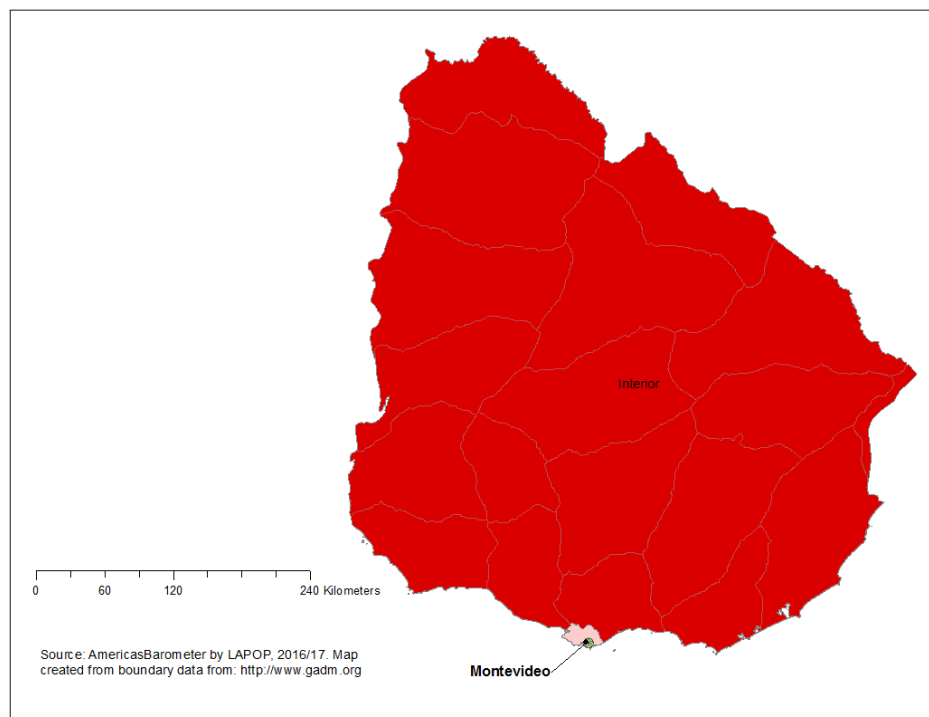 Interior
0 60 120 240 Kilometers
Source: AmericasBarometer by LAPOP, 2016/17. Map
created from boundary data from: http://www.gadm.org
Montevideo